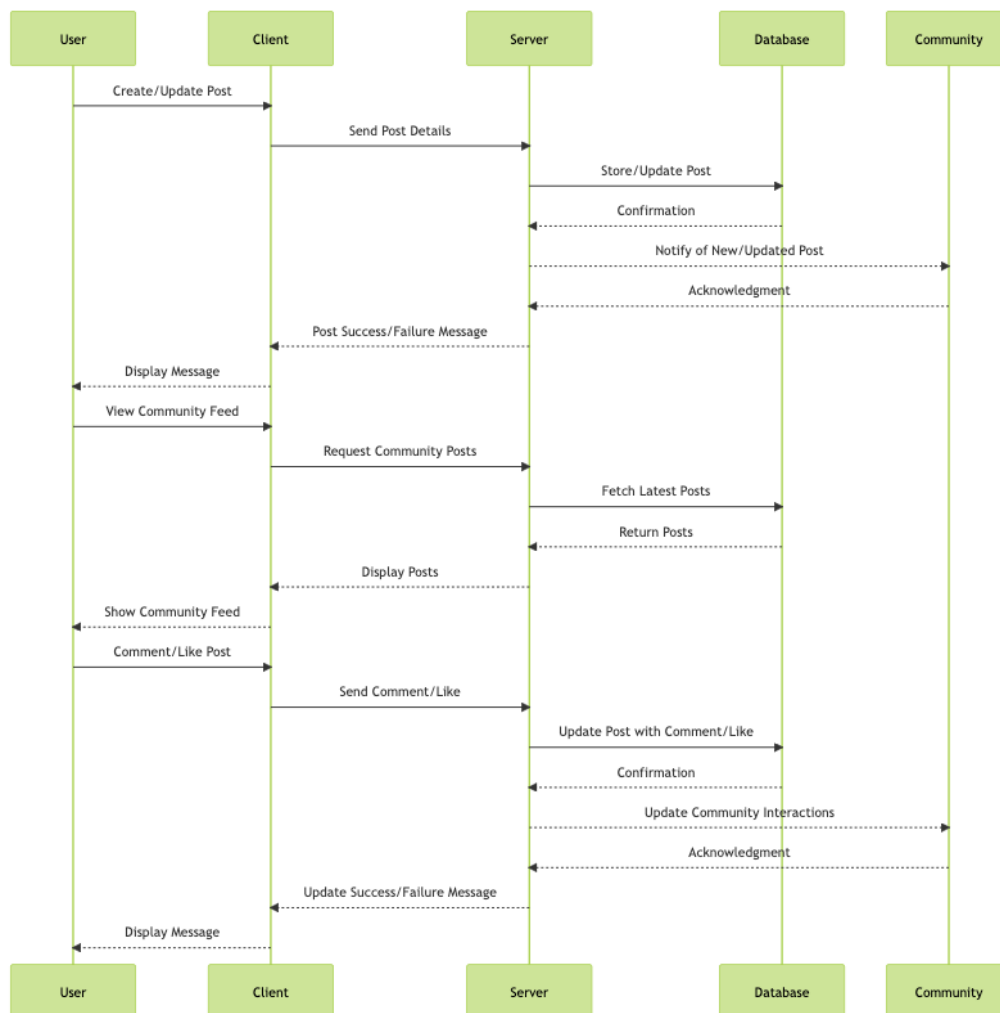 User Client Server Database Community
Create/Update Post
Send Post Details
Store/Update Post
Confirmation
Notify of New/Updated Post
Acknowledgment
Post Success/Failure Message
Display Message
View Community Feed
Request Community Posts
Fetch Latest Posts
Return Posts
Display Posts
Show Community Feed
Comment/Like Post
Send Comment/Like
Update Post with Comment/Like
Confirmation
Update Community Interactions
Acknowledgment
Update Success/Failure Message
Display Message
User Client Server Database Community